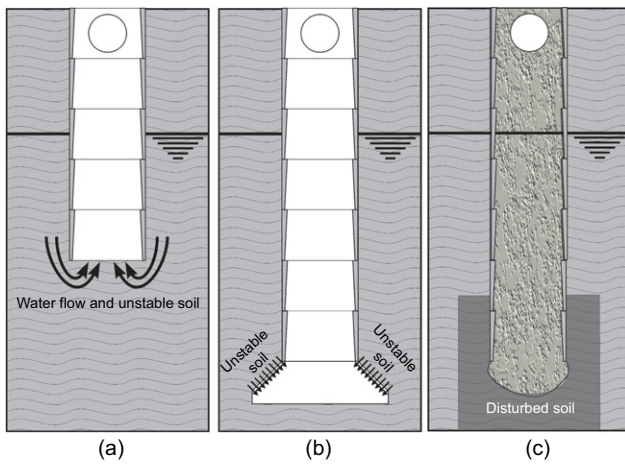 Water flow and unstable soil
Unstable
soil
Unstable
soil
Disturbed soil
(a)
(b)
(c)